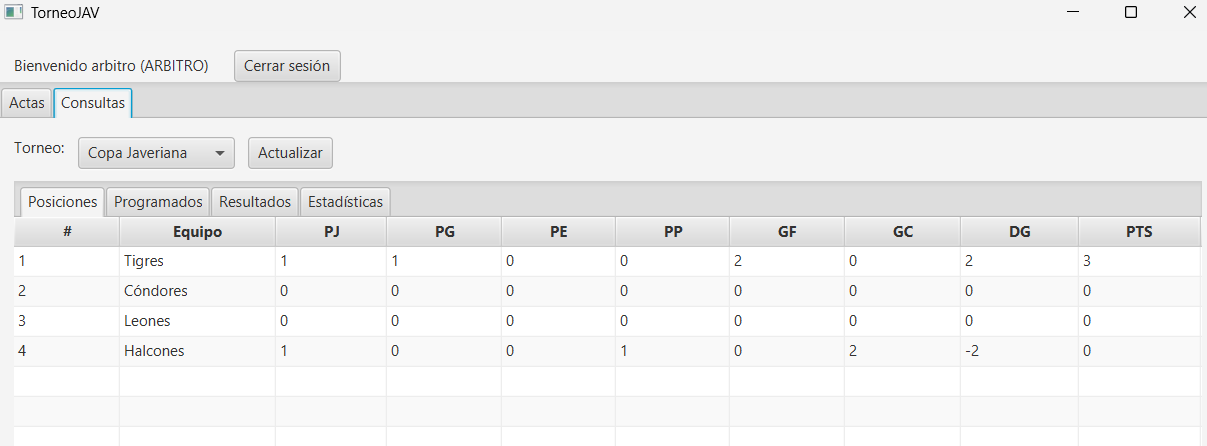 TorneoJAV
Bienvenido arbitro (ARBITRO) Cerrar sesión
Actas Consultas
Torneo: Copa Javeriana Actualizar
Posiciones Programados Resultados Estadísticas
# Equipo PJ PG PE PP GF GC DG PTS
1 Tigres 1 1 0 0 2 0 2 3
2 Cóndores 0 0 0 0 0 0 0 0
3 Leones 0 0 0 0 0 0 0 0
4 Halcones 1 0 0 1 0 2 -2 0